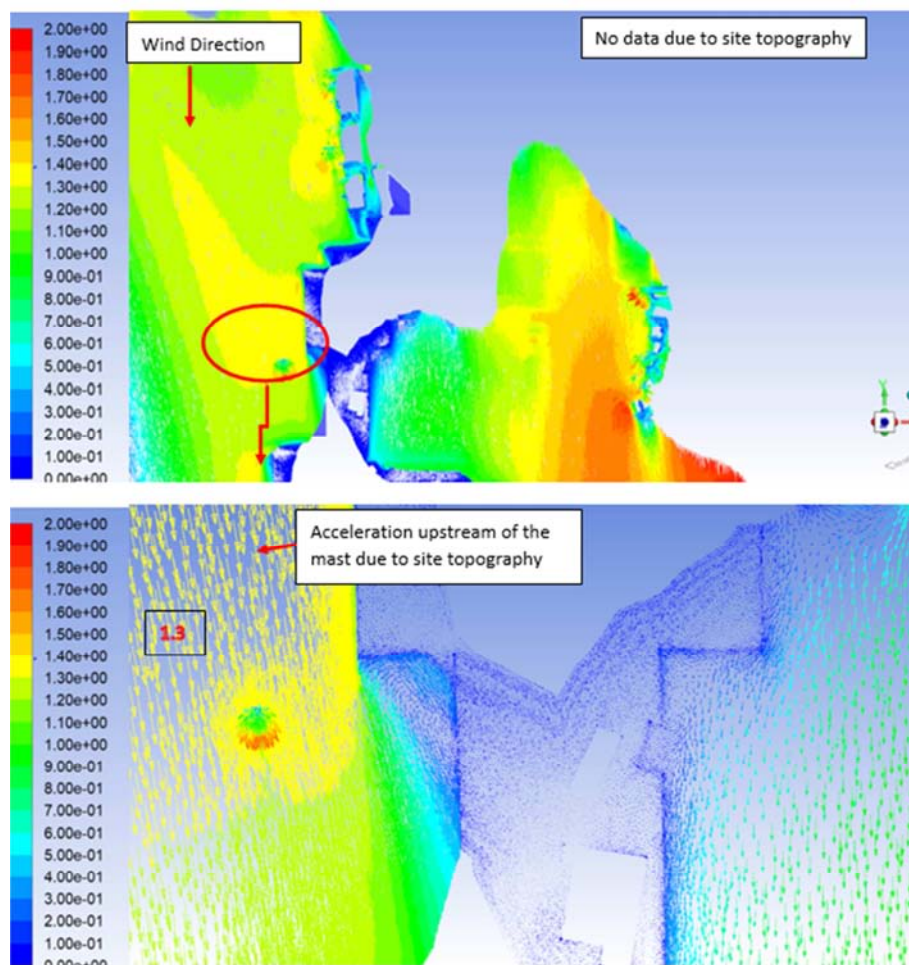 2.00e+00
1.90e+00
1.80e+00
1.70e+00
1.60e+00
1.50e+00
1.40e+00
1.30e+00
1.20e+00
1.00e+00
9.00e-01
8.00e-01
7.00e-01
6.00e-01
5.00e-01
4.00e-01
3.00e-01
2.00e-01
1.00e-01
0.00e+00
Wind Direction
No data due to site topography
Y
2.00e+00
1.90e+00
1.80e+00
1.70e+00
1.60e+00
1.50e+00
1.40e+00
1.30e+00
1.20e+00
1.10e+00
1.00e+00
9.00e-01
8.00e-01
7.00e-01
6.00e-01
5.00e-01
4.00e-01
3.00e-01
2.00e-01
1.00e-01
0.00e+00
Acceleration upstream of the
mast due to site topography
1.3